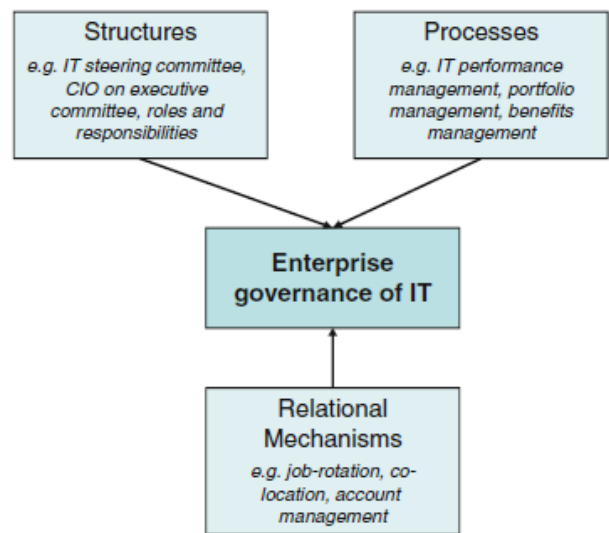 Structures
e.g. IT steering committee,
CIO on executive
committee, roles and
responsibilities
Processes
e.g. IT performance
management, portfolio
management, benefits
management
Enterprise
governance of IT
Relational
Mechanisms
e.g. job-rotation, co-
location, account
management